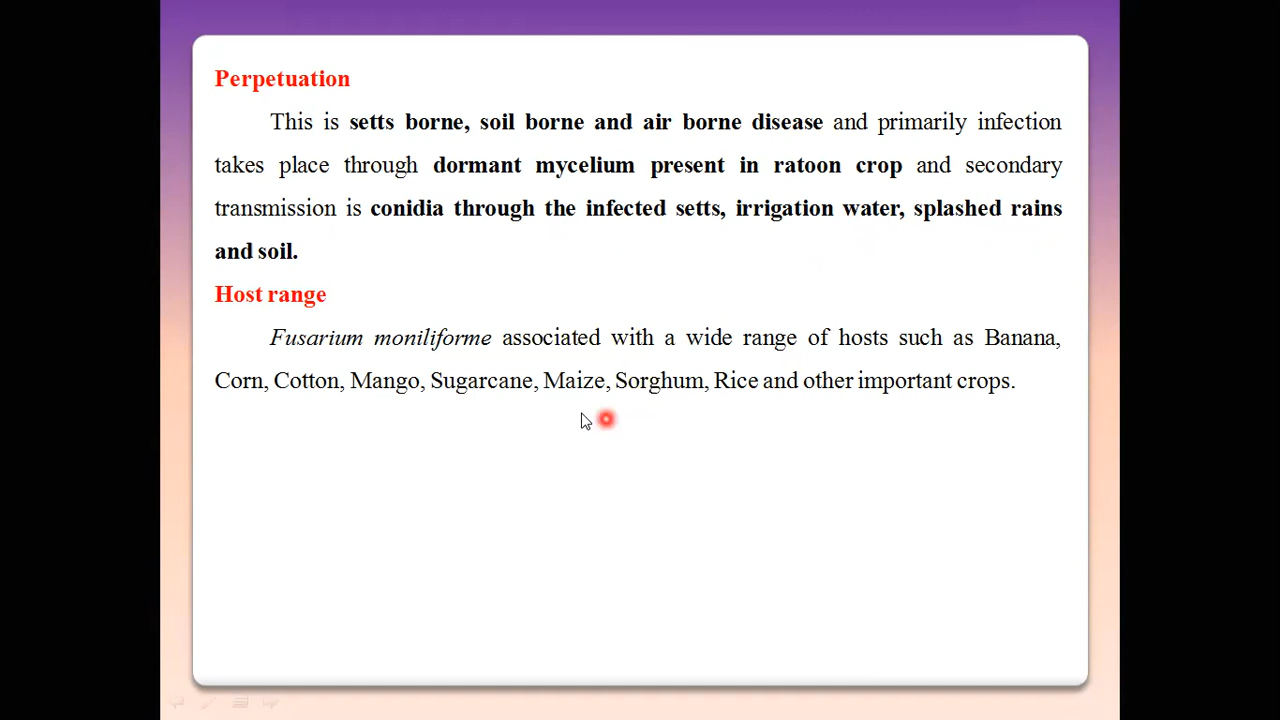 Perpetuation
This is setts borne, soil borne and air borne disease and primarily infection
takes place through dormant mycelium present in ratoon crop and secondary
transmission is conidia through the infected setts, irrigation water, splashed rains
and soil.
Host range
Fusarium moniliforme associated with a wide range of hosts such as Banana,
Corn, Cotton, Mango, Sugarcane, Maize, Sorghum, Rice and other important crops.